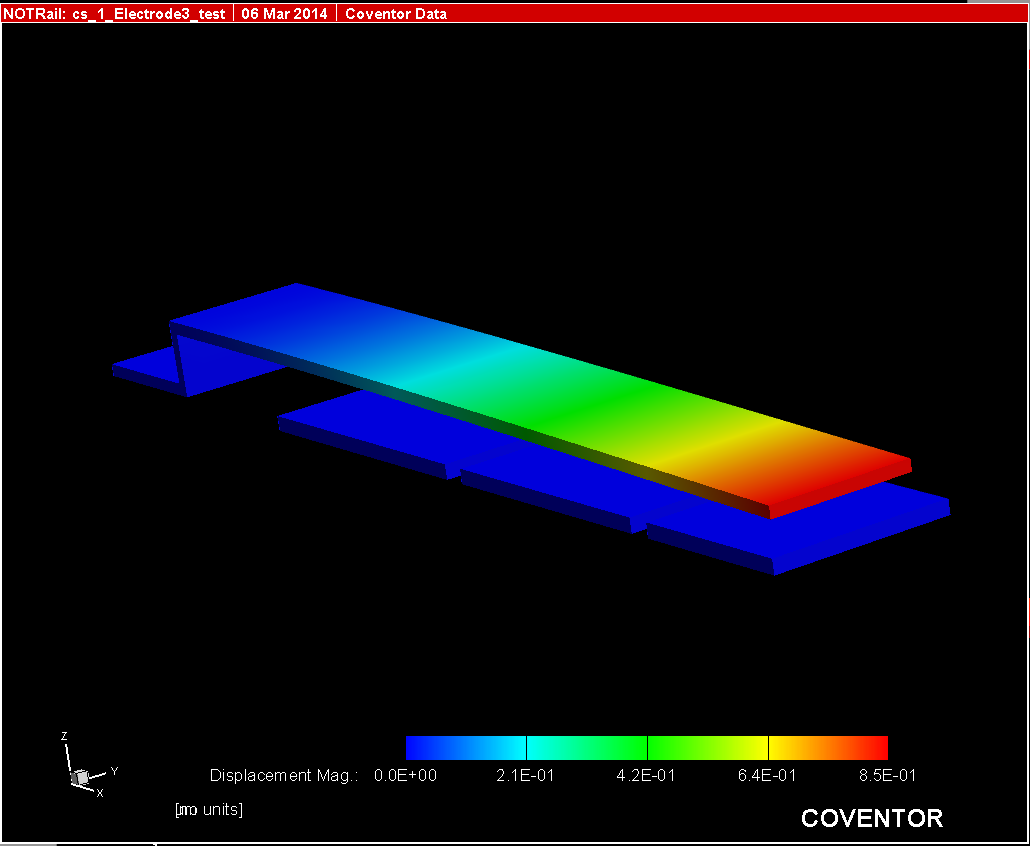 NOTRail: cs_1_Electrode3_test 06 Mar 2014 Coventor Data
Z
Y
X
Displacement Mag.: 0.0E+00 2.1E-01 4.2E-01 6.4E-01 8.5E-01
units]
COVENTOR